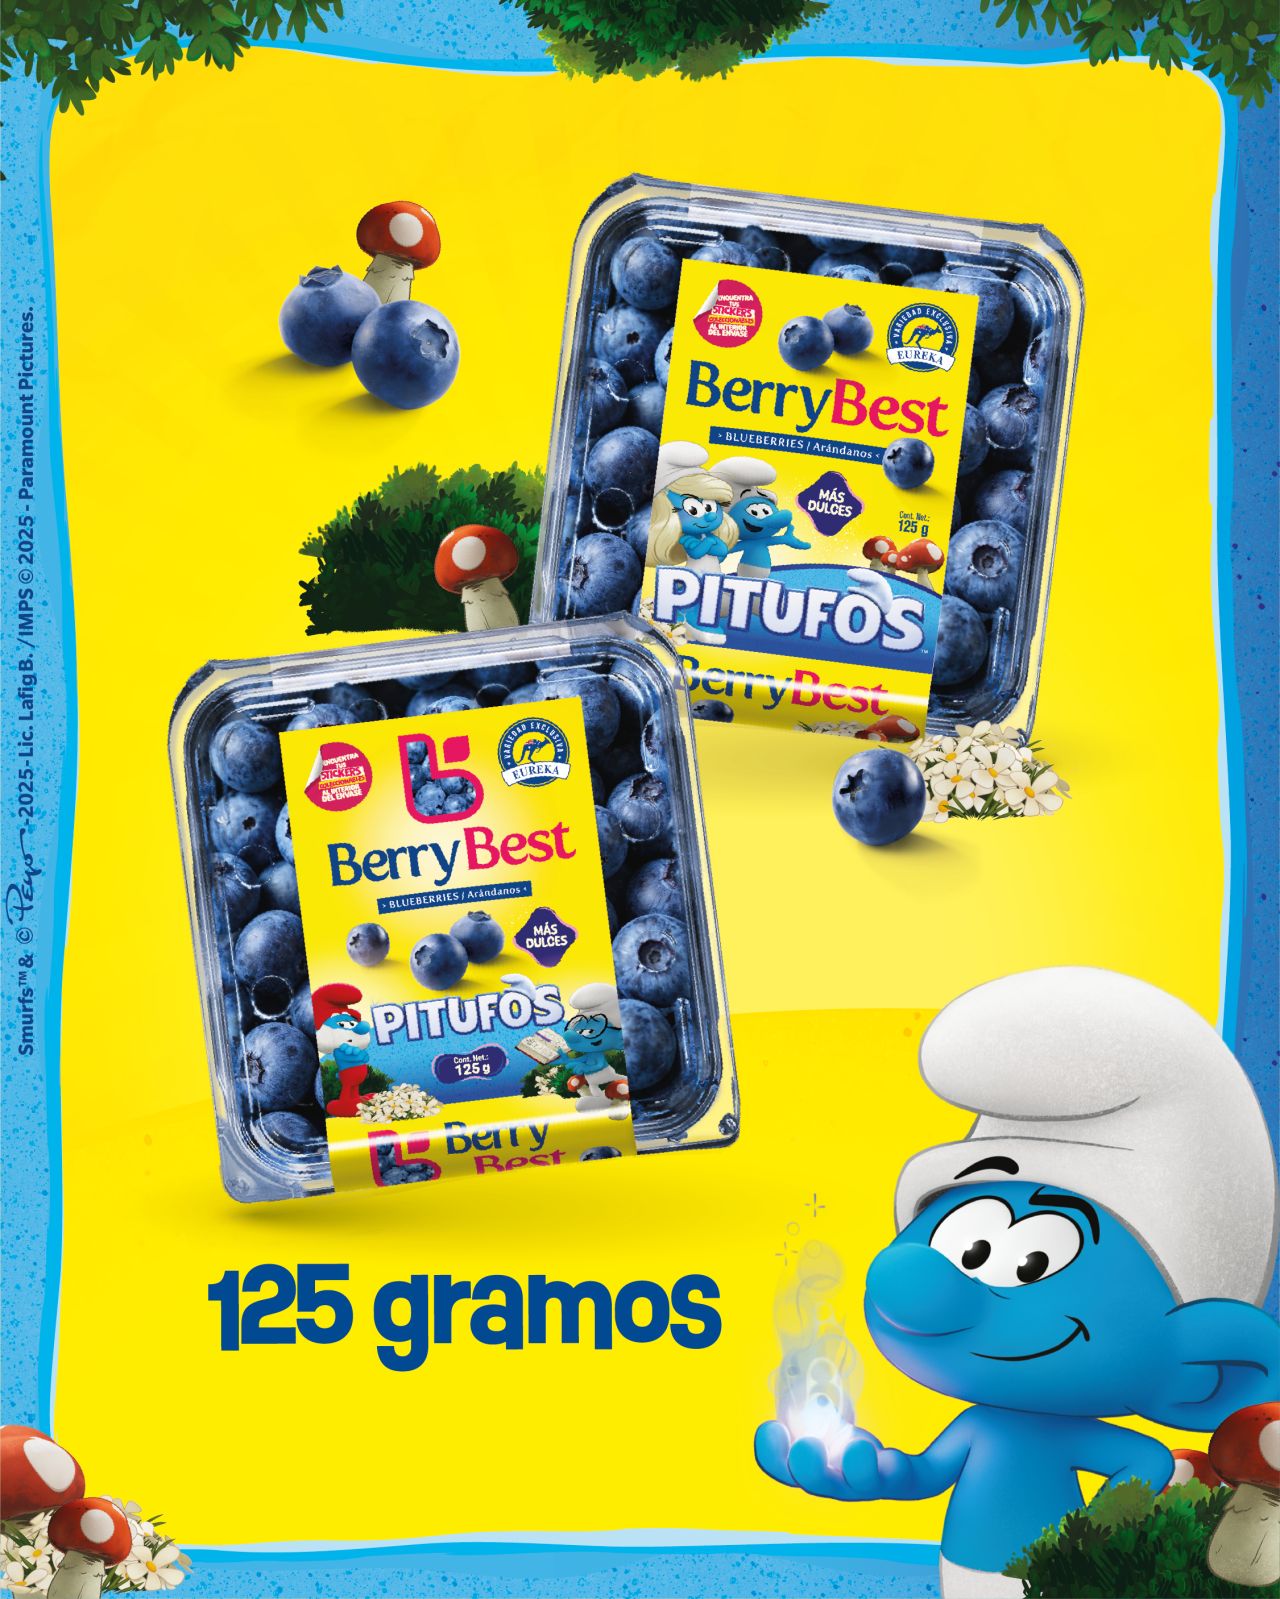 ENCUENTRA
TUS
STICKERS
COLECCIONABLES
AL INTERIOR
DEL ENVASE
VARIEDAD EXCLUSIVA
EUREKA
BerryBest
> BLUEBERRIES / Arándanos <
MÁS
DULCES
Cont. Net.:
125 g
PITUFOS™
BerryBest
ENCUENTRA
TUS
STICKERS
COLECCIONABLES
AL INTERIOR
DEL ENVASE
b
VARIEDAD EXCLUSIVA
EUREKA
BerryBest
> BLUEBERRIES / Arándanos <
MÁS
DULCES
PITUFOS
Cont. Net.:
125 g
b Berry
Best
125 gramos
Smurfs™ & © Peyo -2025- Lic. LafigB. / IMPS © 2025 - Paramount Pictures.